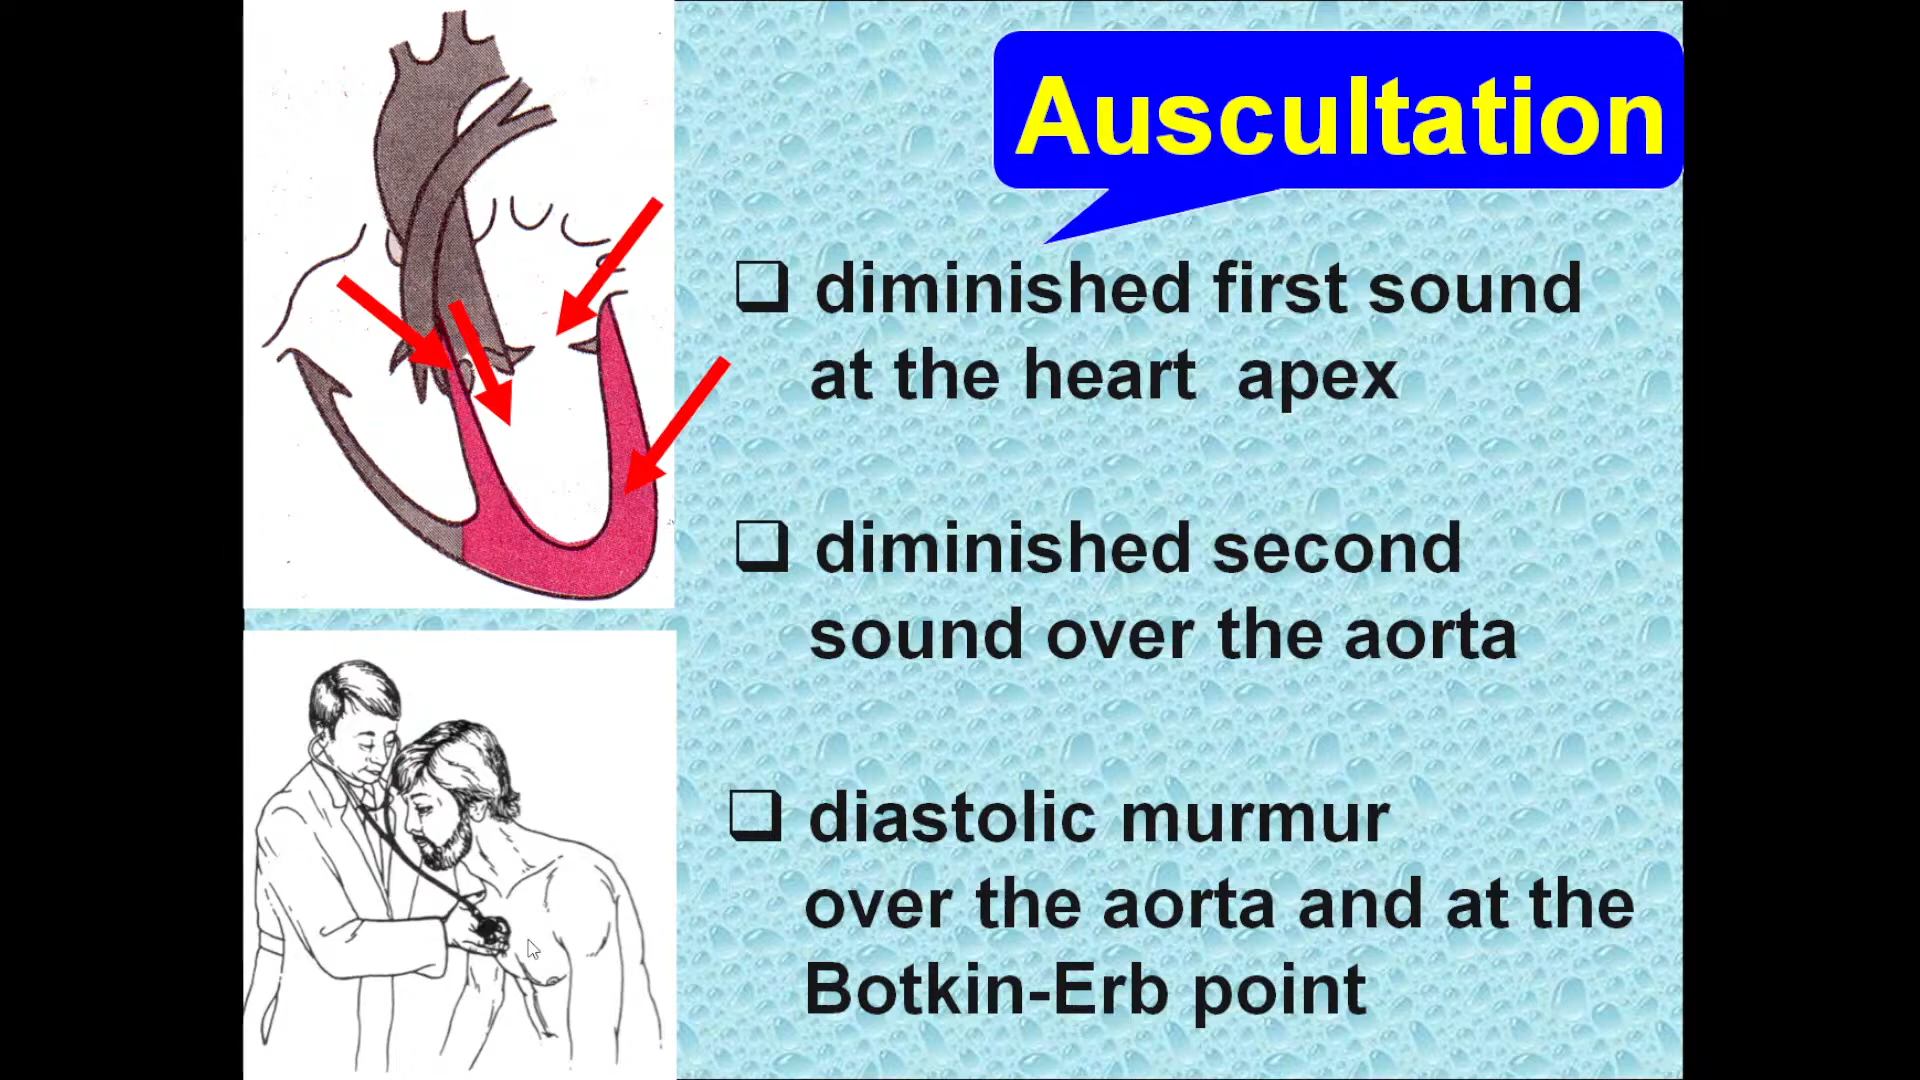 Auscultation
❑ diminished first sound
at the heart apex
❑ diminished second
sound over the aorta
❑ diastolic murmur
over the aorta and at the
Botkin-Erb point